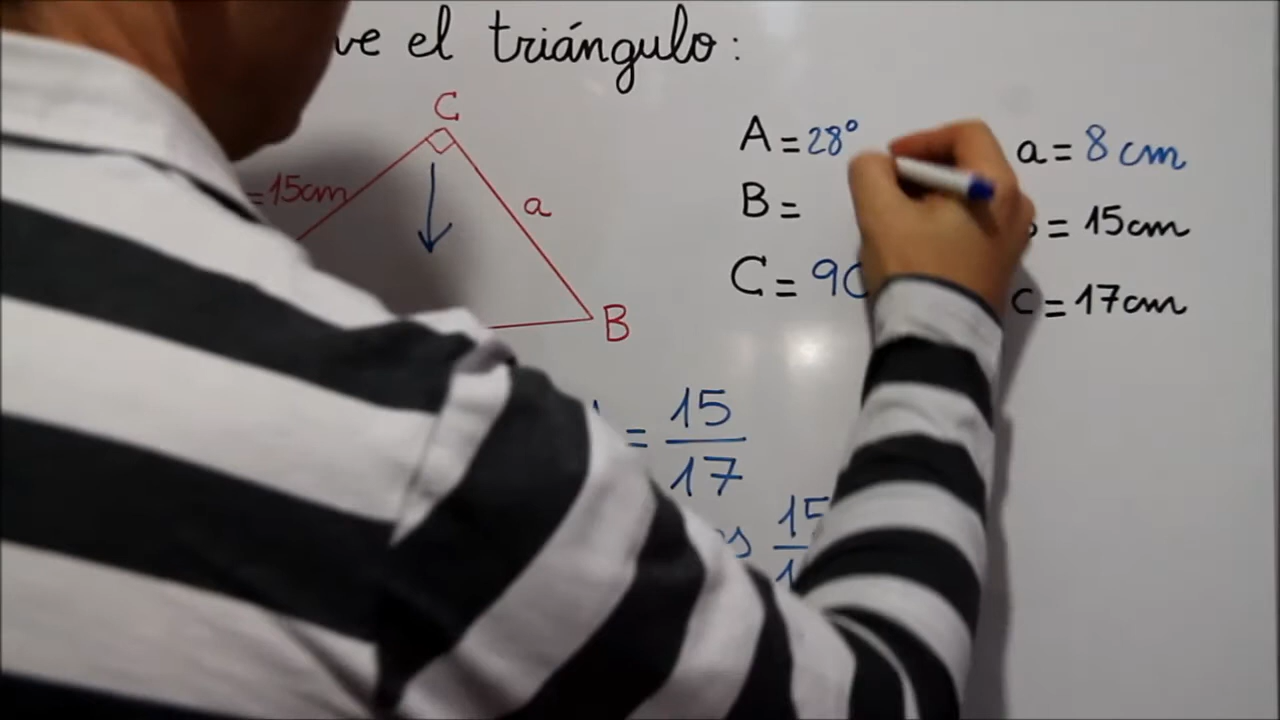 ve el triángulo:
C
= 15cm
a
B
A = 28°
B =
C = 90
a = 8 cm
b = 15cm
c = 17cm
= 15/17
15